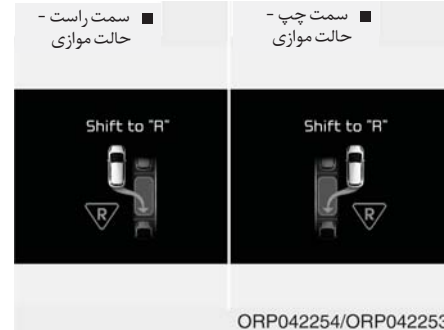 ■ سمت راست -
حالت موازی
■ سمت چپ -
حالت موازی
Shift to "R"
R
Shift to "R"
R
ORP042254/ORP042253